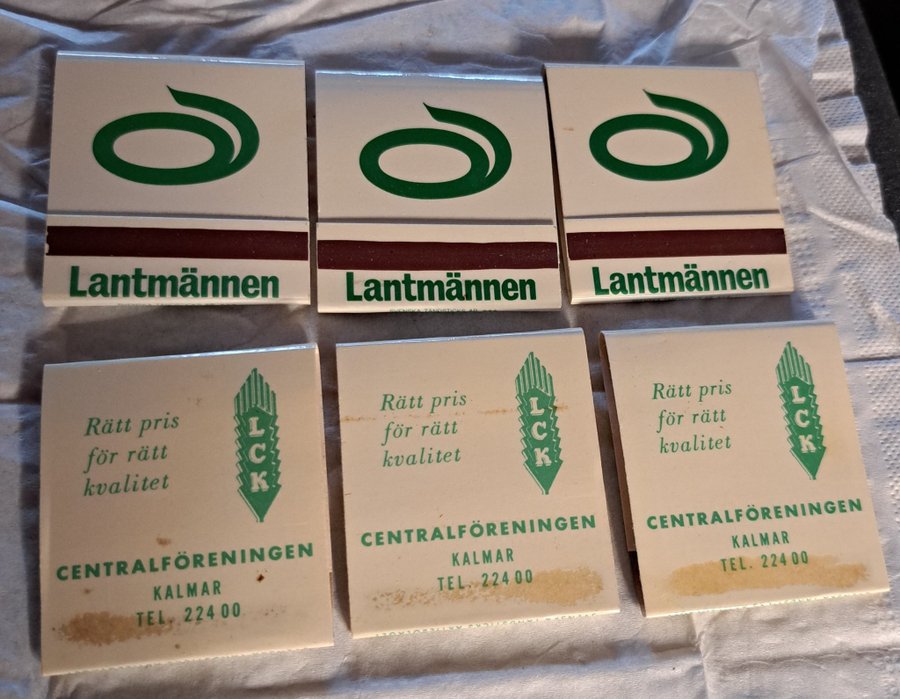 Lantmännen
Lantmännen
Lantmännen
Rätt pris
för rätt
kvalitet
LCK
CENTRALFÖRENINGEN
KALMAR
TEL. 224 00
Rätt pris
för rätt
kvalitet
LCK
CENTRALFÖRENINGEN
KALMAR
TEL. 224 00
Rätt pris
för rätt
kvalitet
LCK
CENTRALFÖRENINGEN
KALMAR
TEL. 224 00